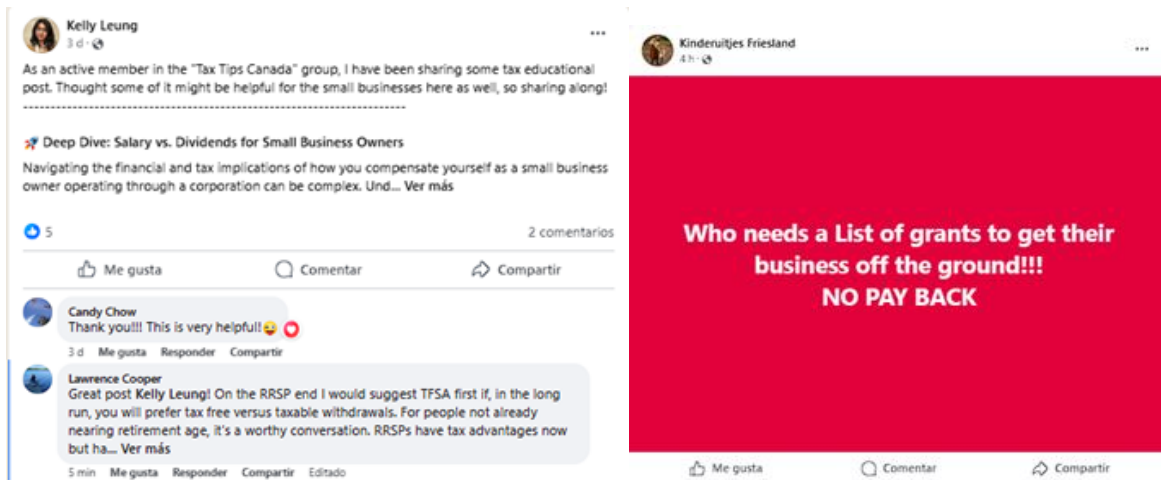 Kelly Leung
3 d ·
As an active member in the "Tax Tips Canada" group, I have been sharing some tax educational
post. Thought some of it might be helpful for the small businesses here as well, so sharing along!
------------------------------------------------------------------
🚀 Deep Dive: Salary vs. Dividends for Small Business Owners
Navigating the financial and tax implications of how you compensate yourself as a small business
owner operating through a corporation can be complex. Und... Ver más
5
2 comentarios
Me gusta
Comentar
Compartir
Candy Chow
Thank you!!! This is very helpful!😜
3 d Me gusta Responder Compartir
Lawrence Cooper
Great post Kelly Leung! On the RRSP end I would suggest TFSA first if, in the long
run, you will prefer tax free versus taxable withdrawals. For people not already
nearing retirement age, it's a worthy conversation. RRSPs have tax advantages now
but ha... Ver más
5 min Me gusta Responder Compartir Editado
Kinderuitjes Friesland
4 h ·
Who needs a List of grants to get their
business off the ground!!!
NO PAY BACK
Me gusta
Comentar
Compartir